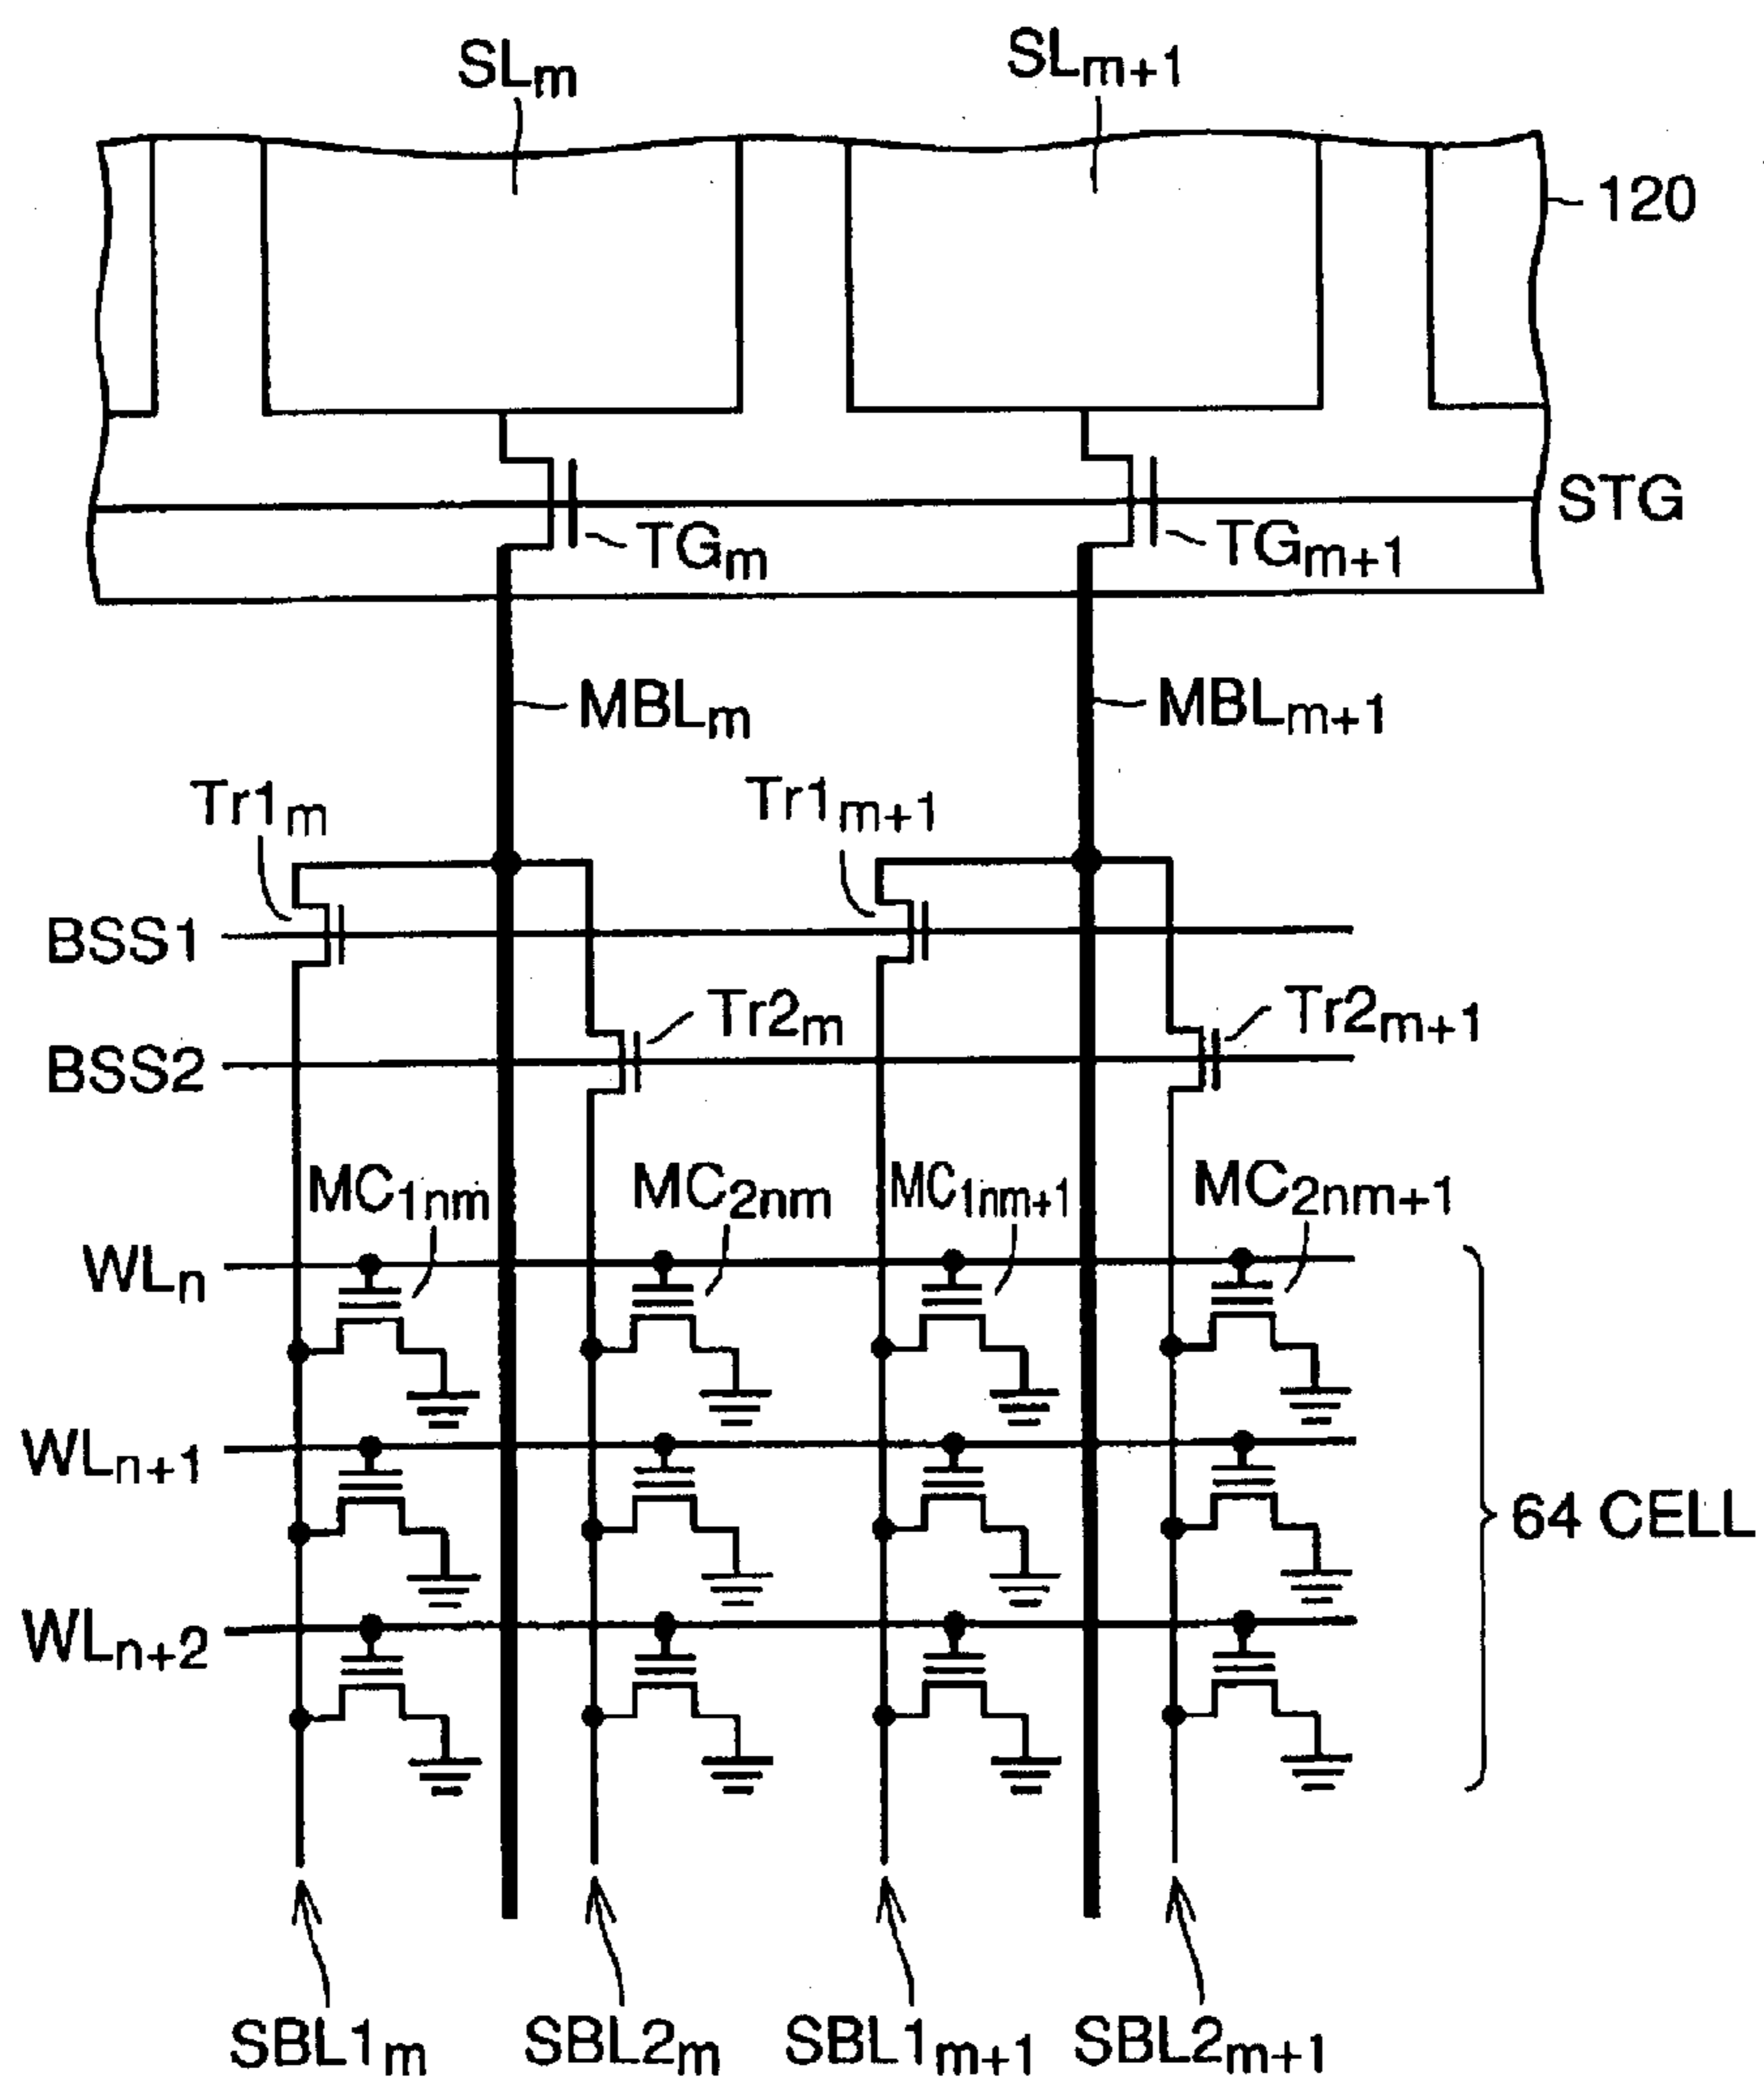 SLm SLm+1
120
STG
TGm TGm+1
MBLm MBLm+1
Tr1m Tr1m+1
BSS1
Tr2m Tr2m+1
BSS2
MC1nm MC2nm MC1nm+1 MC2nm+1
WLn
WLn+1
64 CELL
WLn+2
SBL1m SBL2m SBL1m+1 SBL2m+1